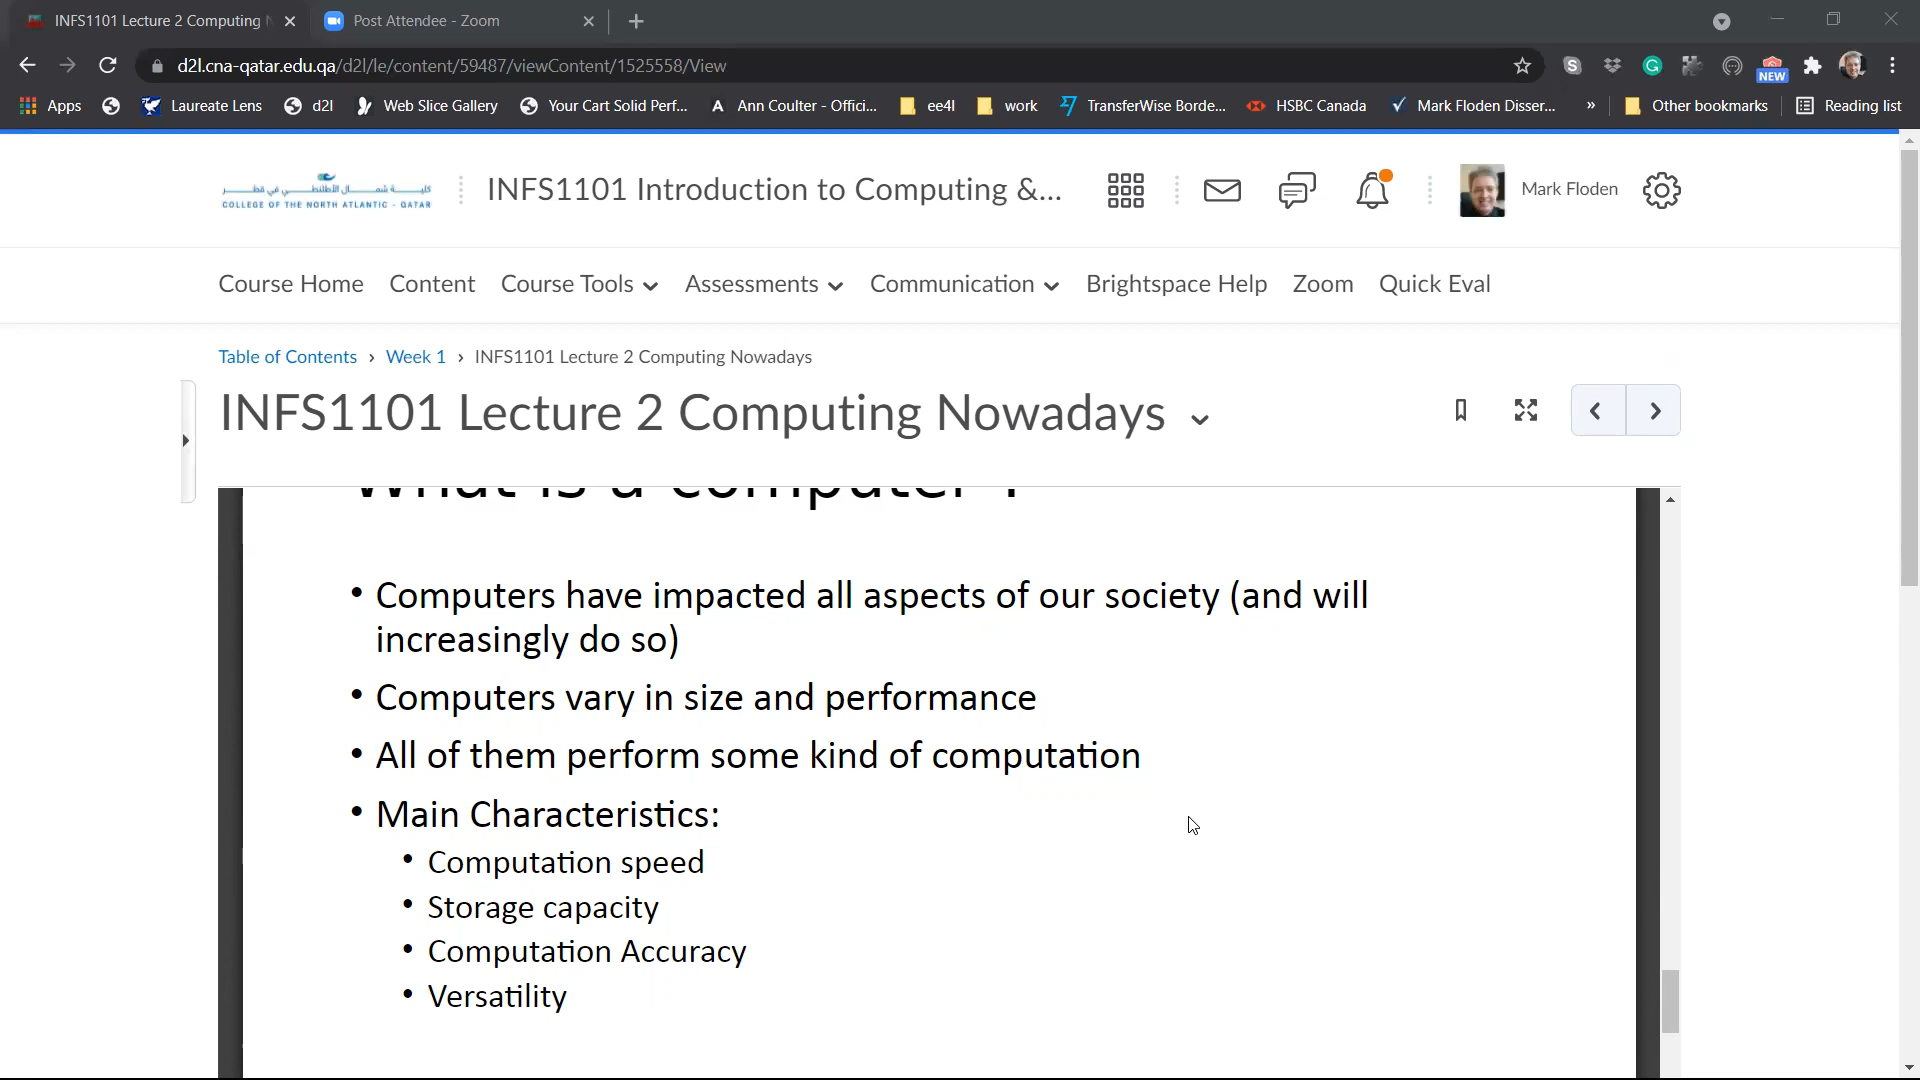 INFS1101 Lecture 2 Computing
Post Attendee - Zoom
d2l.cna-qatar.edu.qa/d2l/le/content/59487/viewContent/1525558/View
NEW
Apps
Laureate Lens
d2l
Web Slice Gallery
Your Cart Solid Perf...
Ann Coulter - Offici...
ee4l
work
TransferWise Borde...
HSBC Canada
Mark Floden Disser...
»
Other bookmarks
Reading list
COLLEGE OF THE NORTH ATLANTIC - QATAR
INFS1101 Introduction to Computing &...
Mark Floden
Course Home
Content
Course Tools
Assessments
Communication
Brightspace Help
Zoom
Quick Eval
Table of Contents › Week 1 › INFS1101 Lecture 2 Computing Nowadays
INFS1101 Lecture 2 Computing Nowadays
What is a computer ?
• Computers have impacted all aspects of our society (and will
increasingly do so)
• Computers vary in size and performance
• All of them perform some kind of computation
• Main Characteristics:
• Computation speed
• Storage capacity
• Computation Accuracy
• Versatility